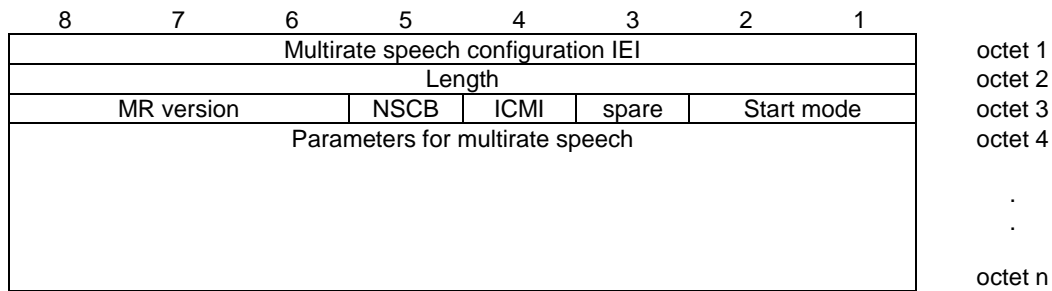 8 7 6 5 4 3 2 1
Multirate speech configuration IEI octet 1
Length octet 2
MR version NSCB ICMI spare Start mode octet 3
Parameters for multirate speech octet 4
.
.
octet n